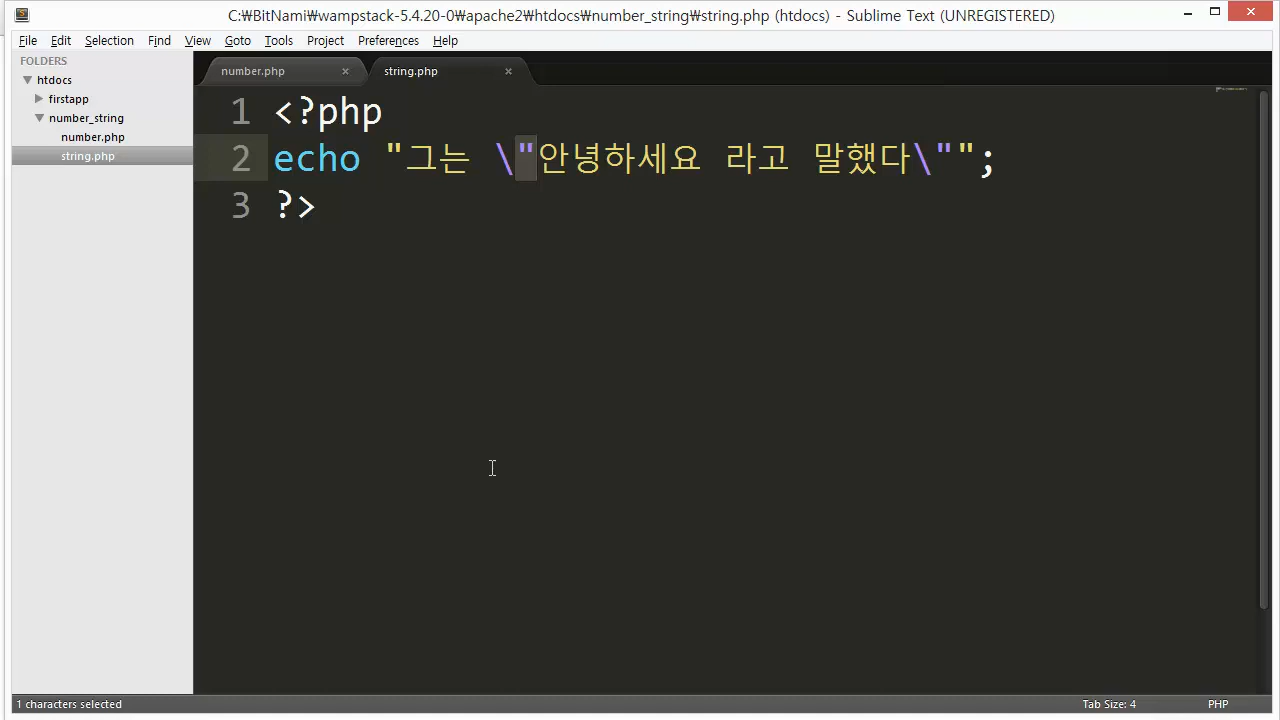 C:₩BitNami₩wampstack-5.4.20-0₩apache2₩htdocs₩number_string₩string.php (htdocs) - Sublime Text (UNREGISTERED)
File Edit Selection Find View Goto Tools Project Preferences Help
FOLDERS
htdocs
firstapp
number_string
number.php
string.php
number.php × string.php ×
1 <?php
2 echo "그는 \"안녕하세요 라고 말했다\"";
3 ?>
1 characters selected Tab Size: 4 PHP